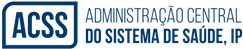 ACSS
ADMINISTRAÇÃO CENTRAL
DO SISTEMA DE SAÚDE, IP